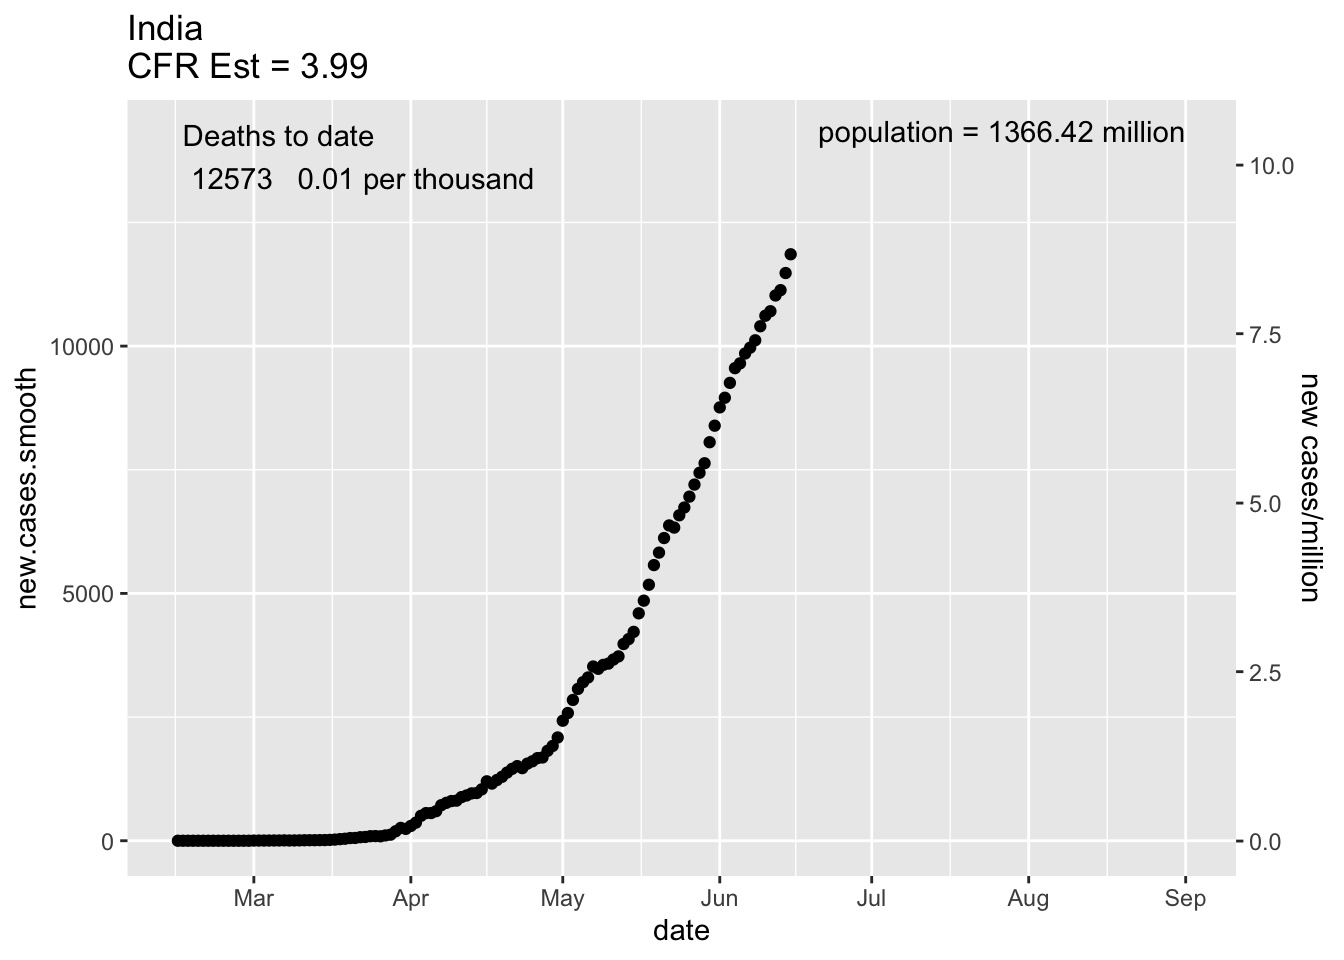 India
CFR Est = 3.99
Deaths to date
12573 0.01 per thousand
population = 1366.42 million
new.cases.smooth
10000
5000
0
10.0
7.5
5.0
2.5
0.0
new cases/million
Mar Apr May Jun Jul Aug Sep
date